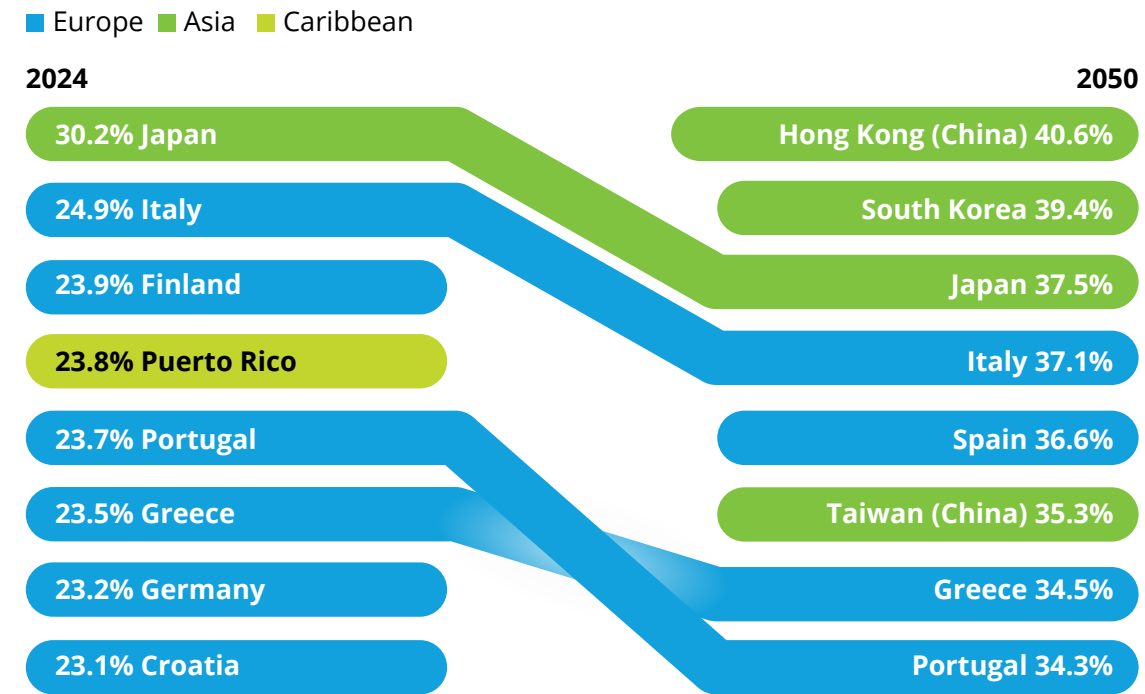 Europe Asia Caribbean
2024 2050
30.2% Japan Hong Kong (China) 40.6%
24.9% Italy South Korea 39.4%
23.9% Finland Japan 37.5%
23.8% Puerto Rico Italy 37.1%
23.7% Portugal Spain 36.6%
23.5% Greece Taiwan (China) 35.3%
23.2% Germany Greece 34.5%
23.1% Croatia Portugal 34.3%